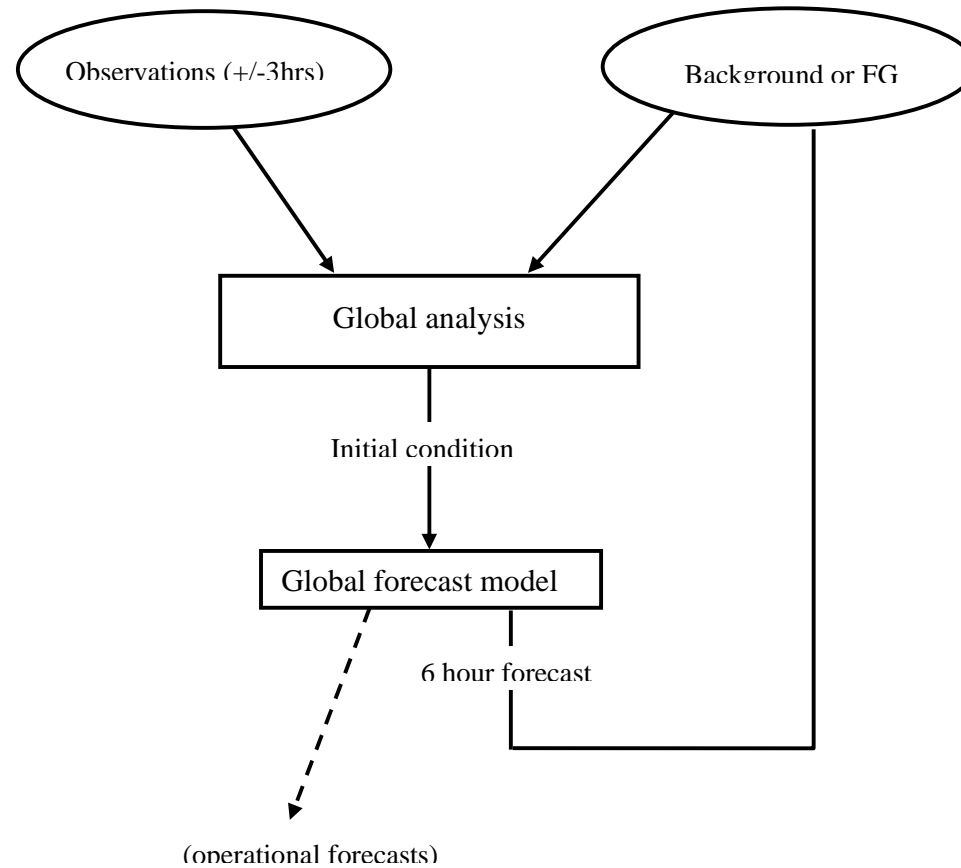 Observations (+/-3hrs)
Background or FG
Global analysis
Initial condition
Global forecast model
6 hour forecast
(operational forecasts)